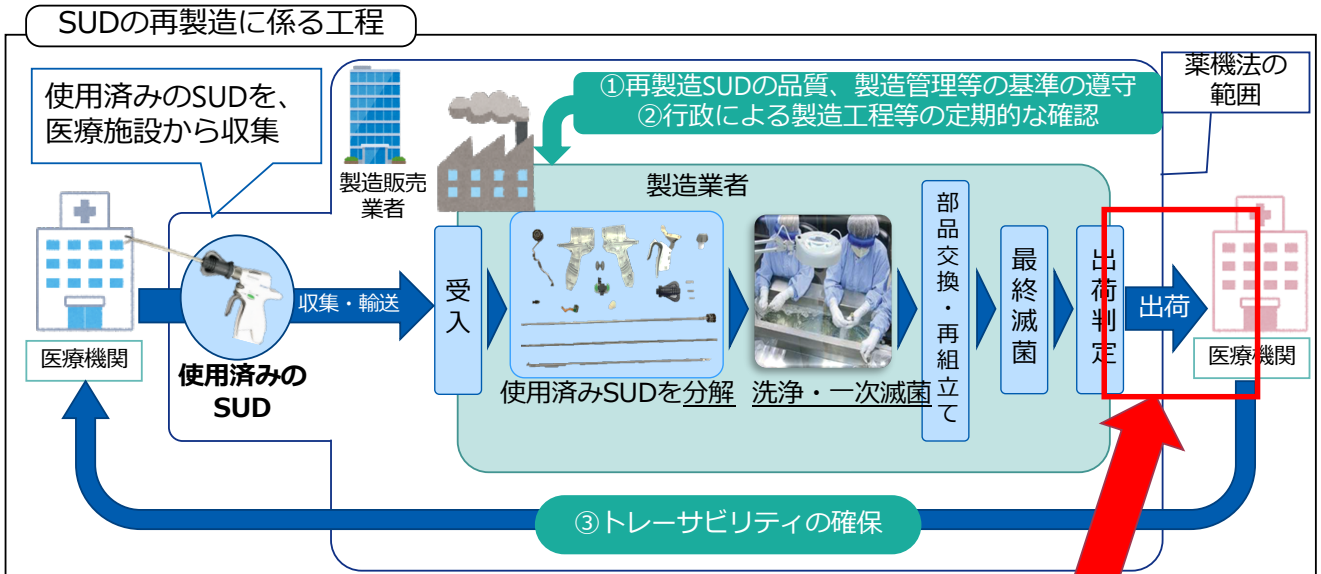 SUDの再製造に係る工程
使用済みのSUDを、
医療施設から収集
薬機法の
範囲
①再製造SUDの品質、製造管理等の基準の遵守
②行政による製造工程等の定期的な確認
製造販売
業者
製造業者
医療機関
使用済みの
SUD
収集・輸送
受入
使用済みSUDを分解
洗浄・一次滅菌
部品交換・再組立て
最終滅菌
出荷判定
出荷
医療機関
③トレーサビリティの確保